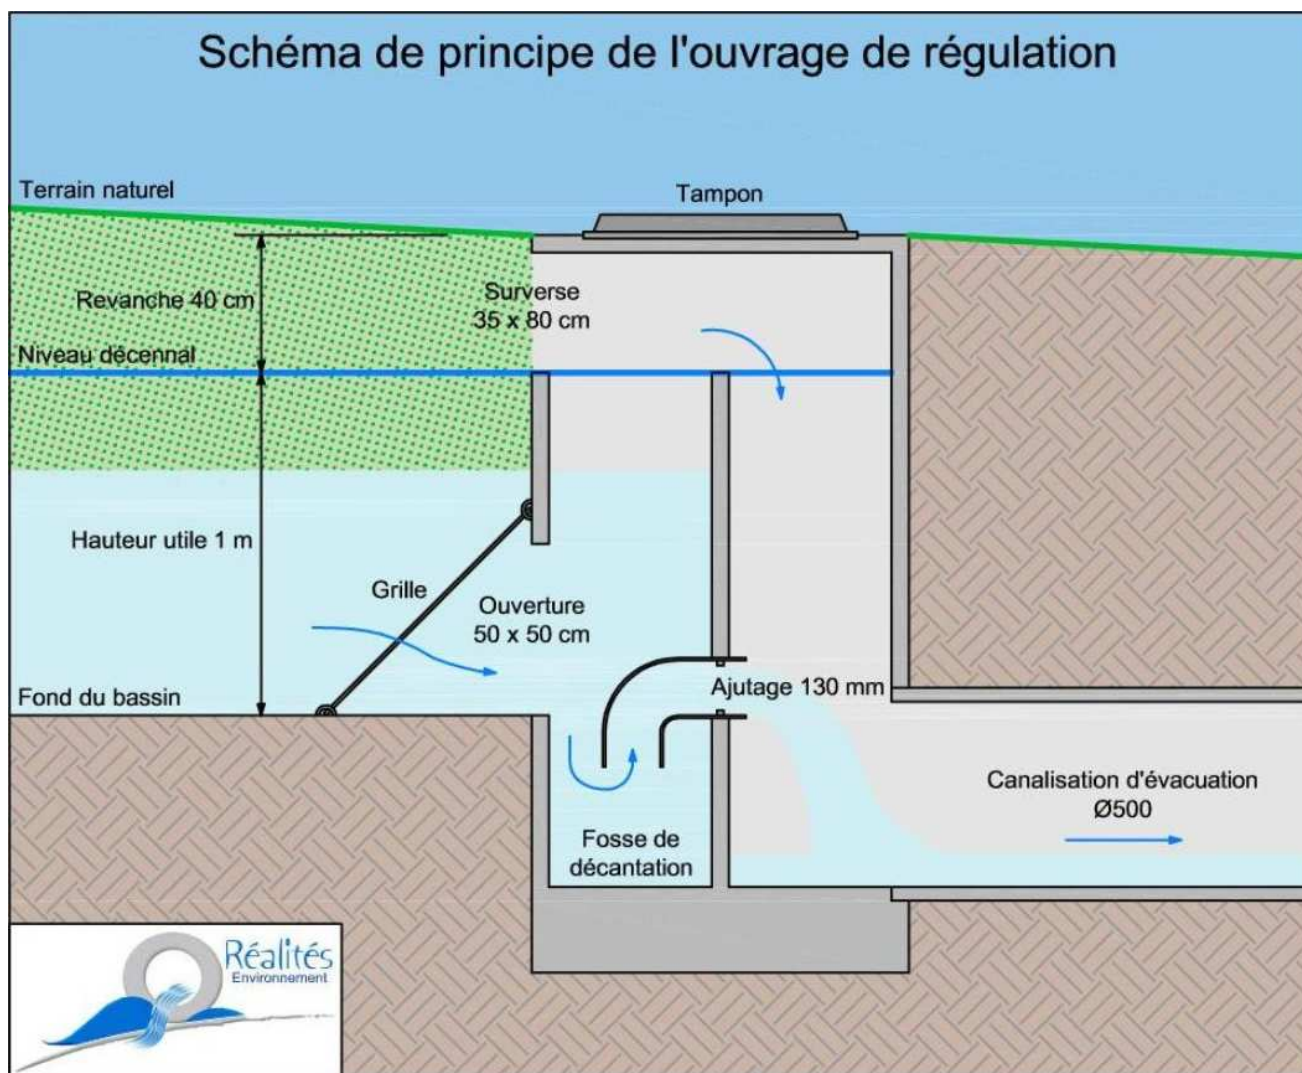 Schéma de principe de l'ouvrage de régulation
Terrain naturel
Tampon
Revanche 40 cm
Surverse
35 x 80 cm
Niveau décennal
Hauteur utile 1 m
Grille
Ouverture
50 x 50 cm
Fond du bassin
Ajutage 130 mm
Canalisation d'évacuation
Ø500
Fosse de
décantation
Réalités
Environnement